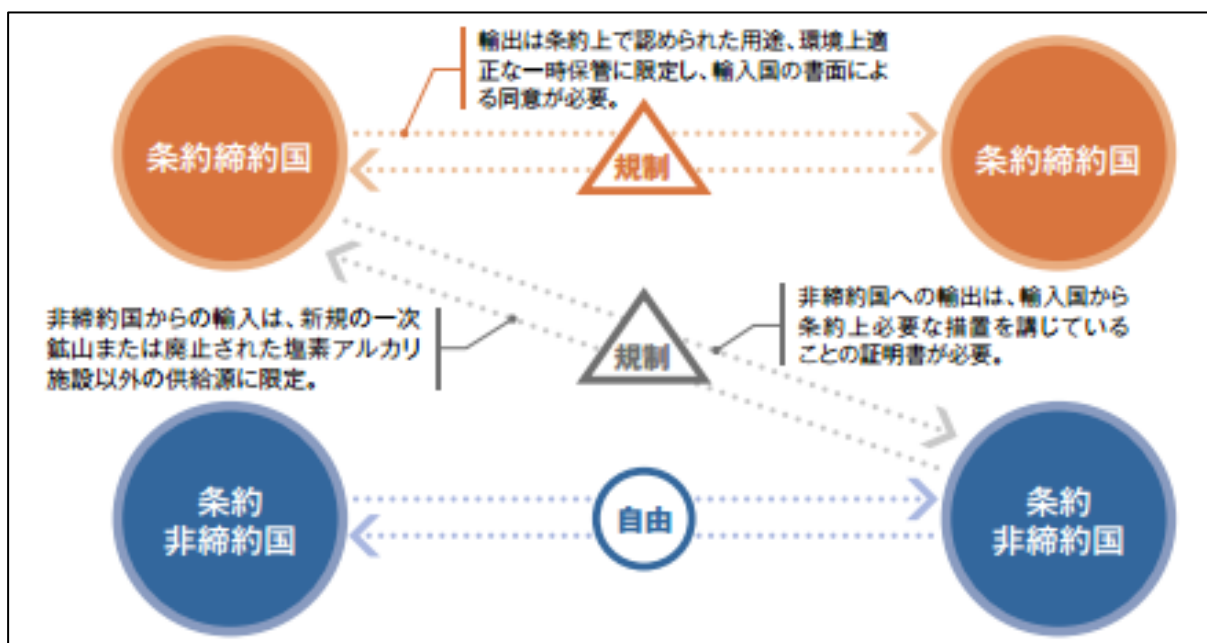 輸出は条約上で認められた用途、環境上適
正な一時保管に限定し、輸入国の書面によ
る同意が必要。
条約締約国
規制
条約締約国
非締約国からの輸入は、新規の一次
鉱山または廃止された塩素アルカリ
施設以外の供給源に限定。
規制
非締約国への輸出は、輸入国から
条約上必要な措置を講じている
ことの証明書が必要。
条約
非締約国
自由
条約
非締約国